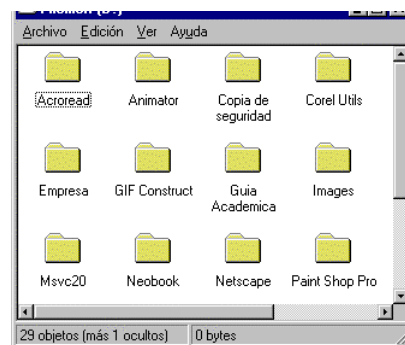 Archivo Edición Ver Ayuda
Acroread Animator Copia de seguridad Corel Utils
Empresa GIF Construct Guia Academica Images
Msvc20 Neobook Netscape Paint Shop Pro
29 objetos (más 1 ocultos) 0 bytes